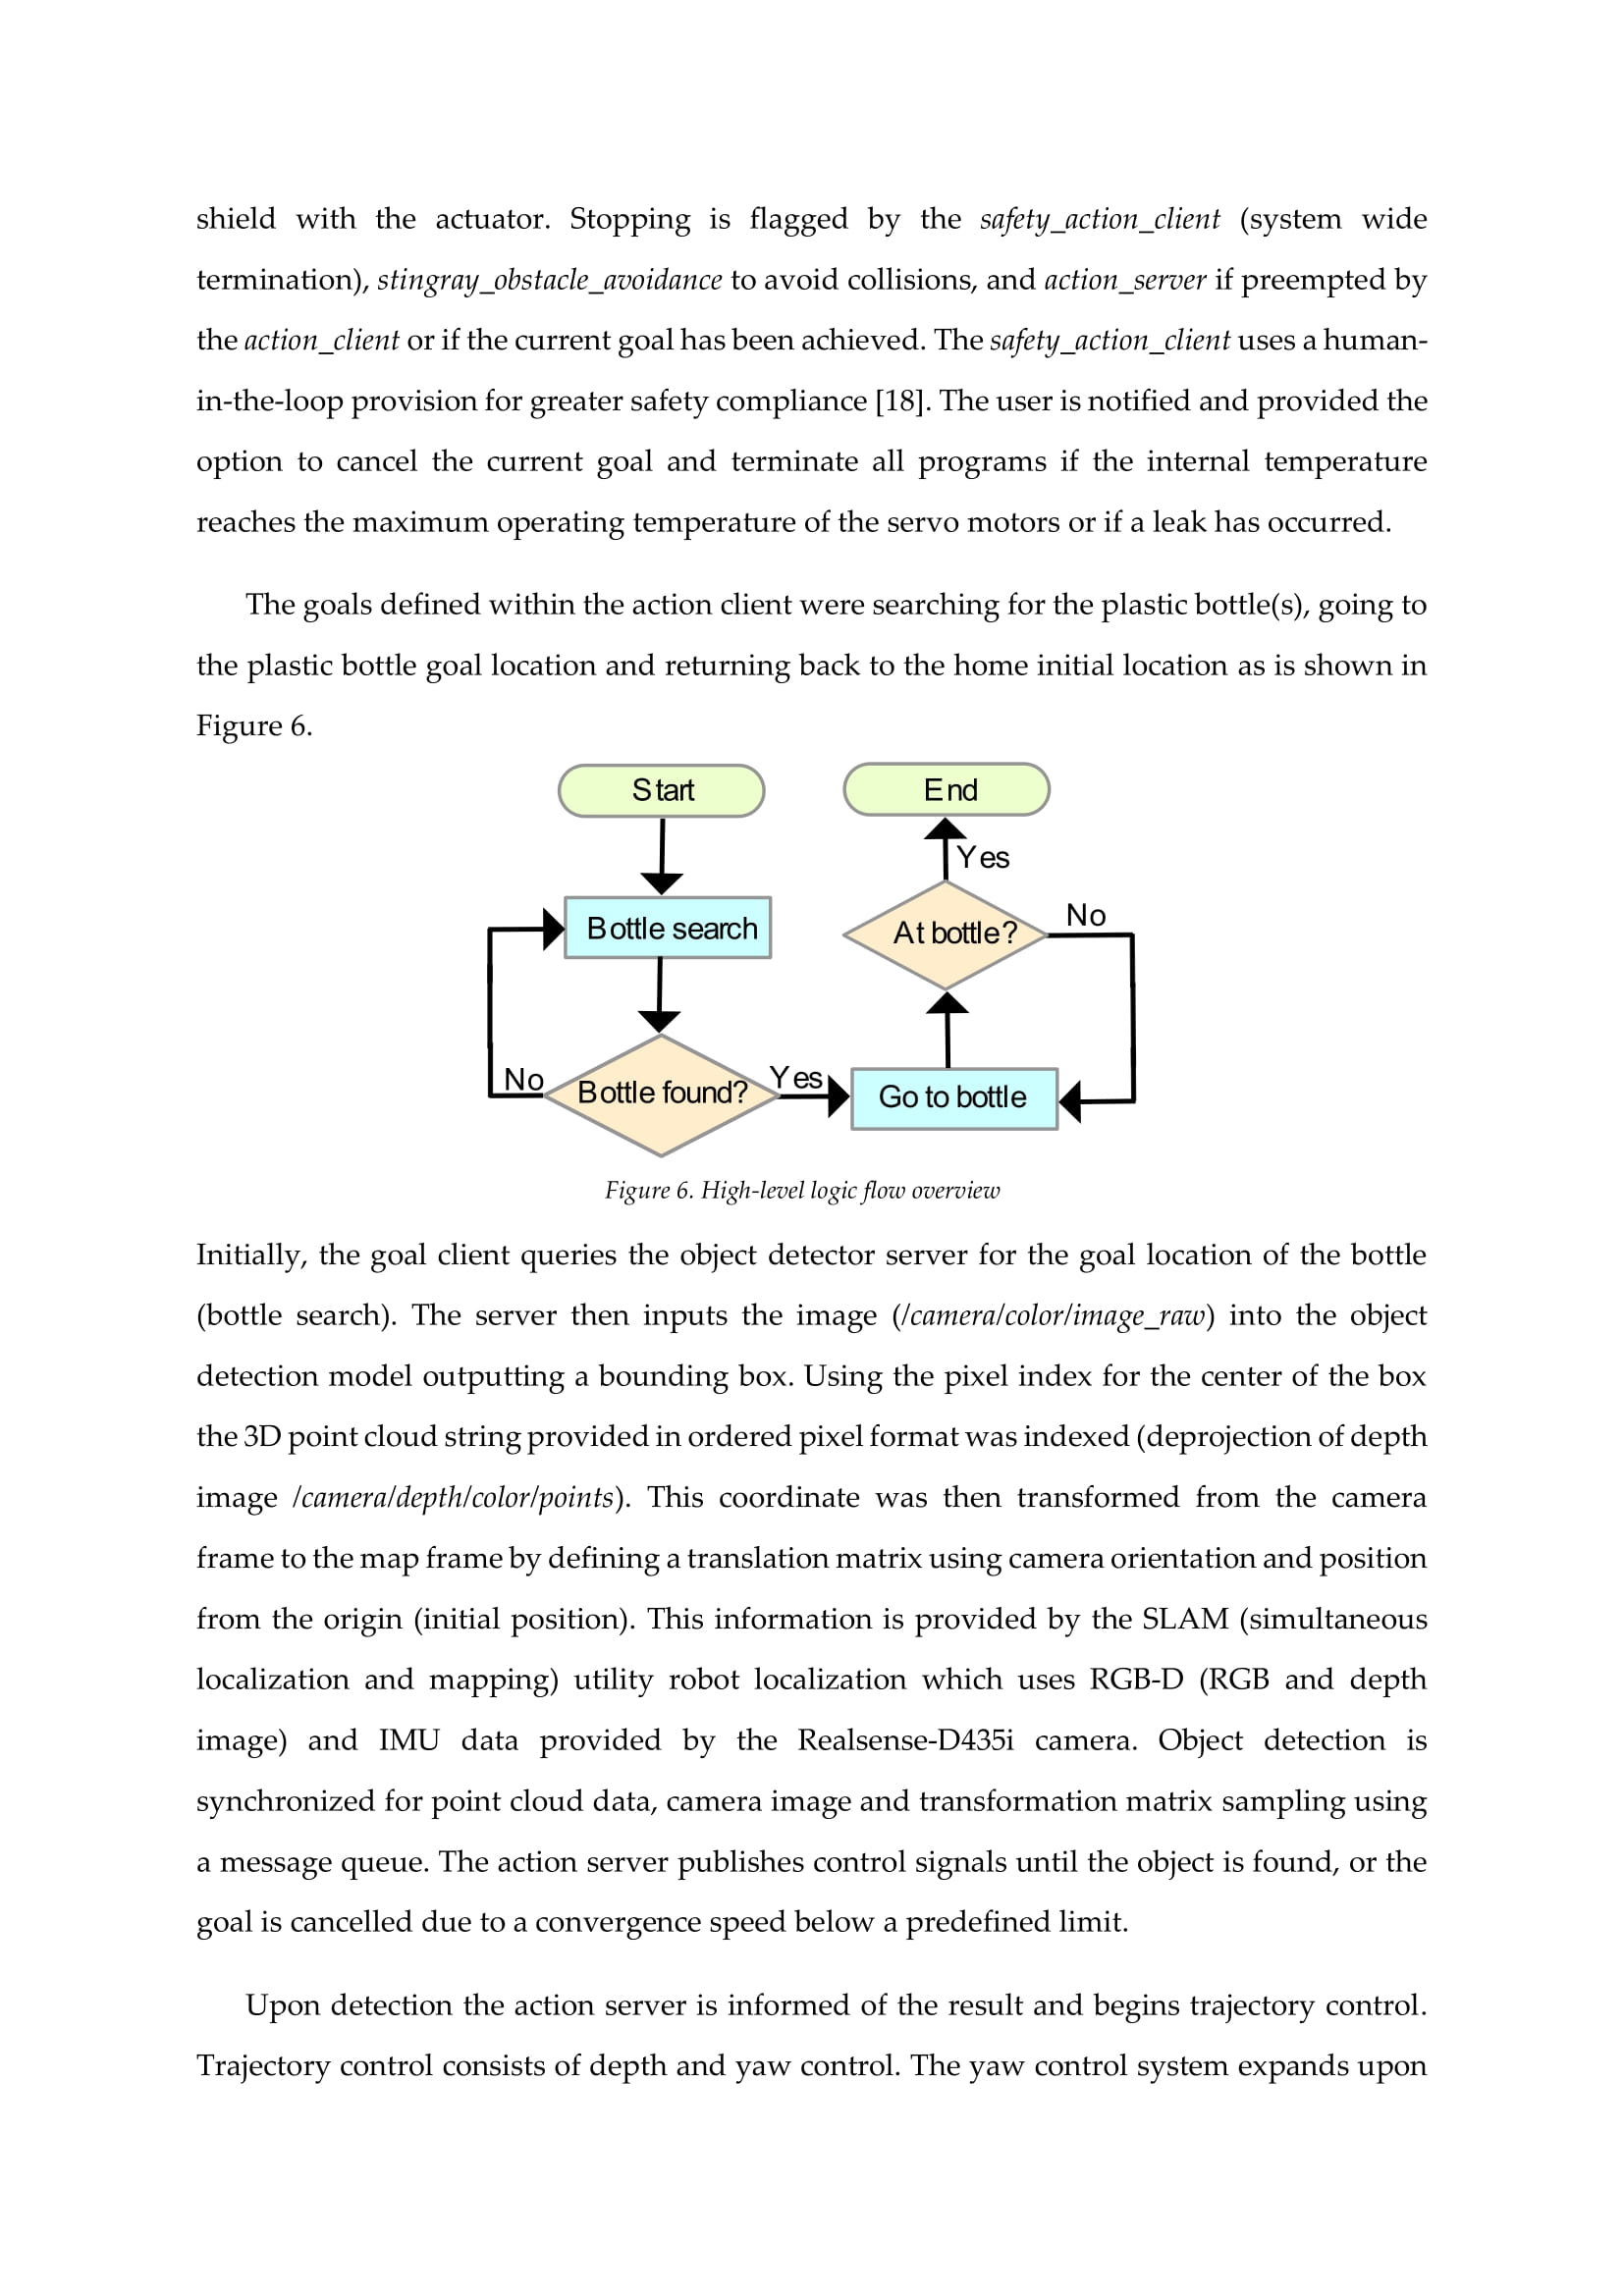 shield with the actuator. Stopping is flagged by the safety_action_client (system wide
termination), stingray_obstacle_avoidance to avoid collisions, and action_server if preempted by
the action_client or if the current goal has been achieved. The safety_action_client uses a human-
in-the-loop provision for greater safety compliance [18]. The user is notified and provided the
option to cancel the current goal and terminate all programs if the internal temperature
reaches the maximum operating temperature of the servo motors or if a leak has occurred.
The goals defined within the action client were searching for the plastic bottle(s), going to
the plastic bottle goal location and returning back to the home initial location as is shown in
Figure 6.
Start
End
Yes
Bottle search
At bottle?
No
No
Bottle found?
Yes
Go to bottle
Figure 6. High-level logic flow overview
Initially, the goal client queries the object detector server for the goal location of the bottle
(bottle search). The server then inputs the image (/camera/color/image_raw) into the object
detection model outputting a bounding box. Using the pixel index for the center of the box
the 3D point cloud string provided in ordered pixel format was indexed (deprojection of depth
image /camera/depth/color/points). This coordinate was then transformed from the camera
frame to the map frame by defining a translation matrix using camera orientation and position
from the origin (initial position). This information is provided by the SLAM (simultaneous
localization and mapping) utility robot localization which uses RGB-D (RGB and depth
image) and IMU data provided by the Realsense-D435i camera. Object detection is
synchronized for point cloud data, camera image and transformation matrix sampling using
a message queue. The action server publishes control signals until the object is found, or the
goal is cancelled due to a convergence speed below a predefined limit.
Upon detection the action server is informed of the result and begins trajectory control.
Trajectory control consists of depth and yaw control. The yaw control system expands upon